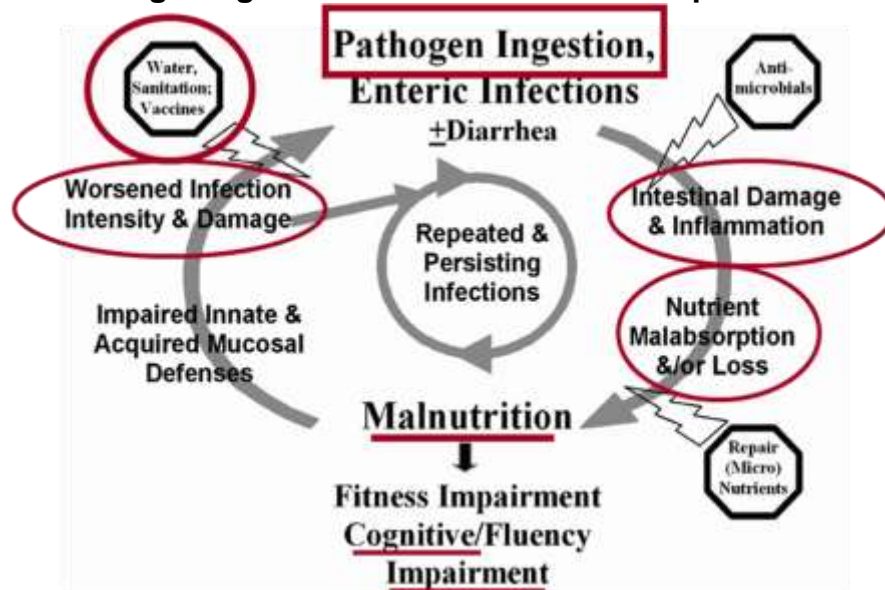 Pathogen Ingestion,
Enteric Infections
±Diarrhea
Water,
Sanitation;
Vaccines
Anti-
microbials
Worsened Infection
Intensity & Damage
Intestinal Damage
& Inflammation
Repeated &
Persisting
Infections
Nutrient
Malabsorption
&/or Loss
Impaired Innate &
Acquired Mucosal
Defenses
Malnutrition
Repair
(Micro)
Nutrients
Fitness Impairment
Cognitive/Fluency
Impairment